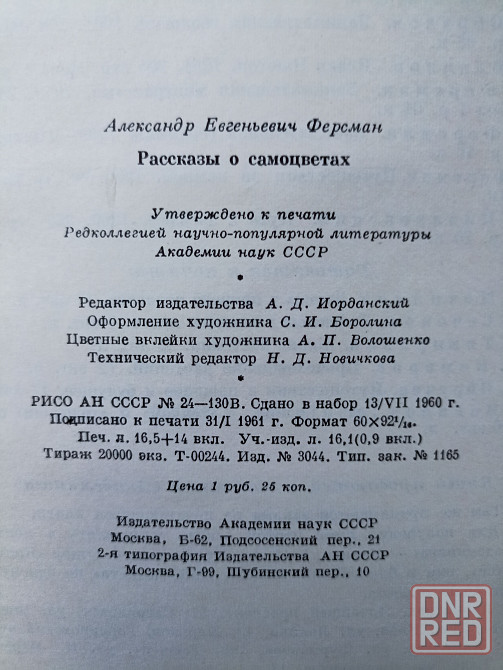 Александр Евгеньевич Ферсман
Рассказы о самоцветах
Утверждено к печати
Редколлегией научно-популярной литературы
Академии наук СССР
*
Редактор издательства А. Д. Иорданский
Оформление художника С. И. Боролина
Цветные вклейки художника А. П. Волошенко
Технический редактор Н. Д. Новичкова
*
РИСО АН СССР № 24—130В. Сдано в набор 13/VII 1960 г.
Подписано к печати 31/I 1961 г. Формат 60×92¹/₁₆.
Печ. л. 16,5+14 вкл. Уч.-изд. л. 16,1(0,9 вкл.)
Тираж 20000 экз. Т-00244. Изд. № 3044. Тип. зак. № 1165
Цена 1 руб. 25 коп.
Издательство Академии наук СССР
Москва, Б-62, Подсосенский пер., 21
2-я типография Издательства АН СССР
Москва, Г-99, Шубинский пер., 10
DNR
RED